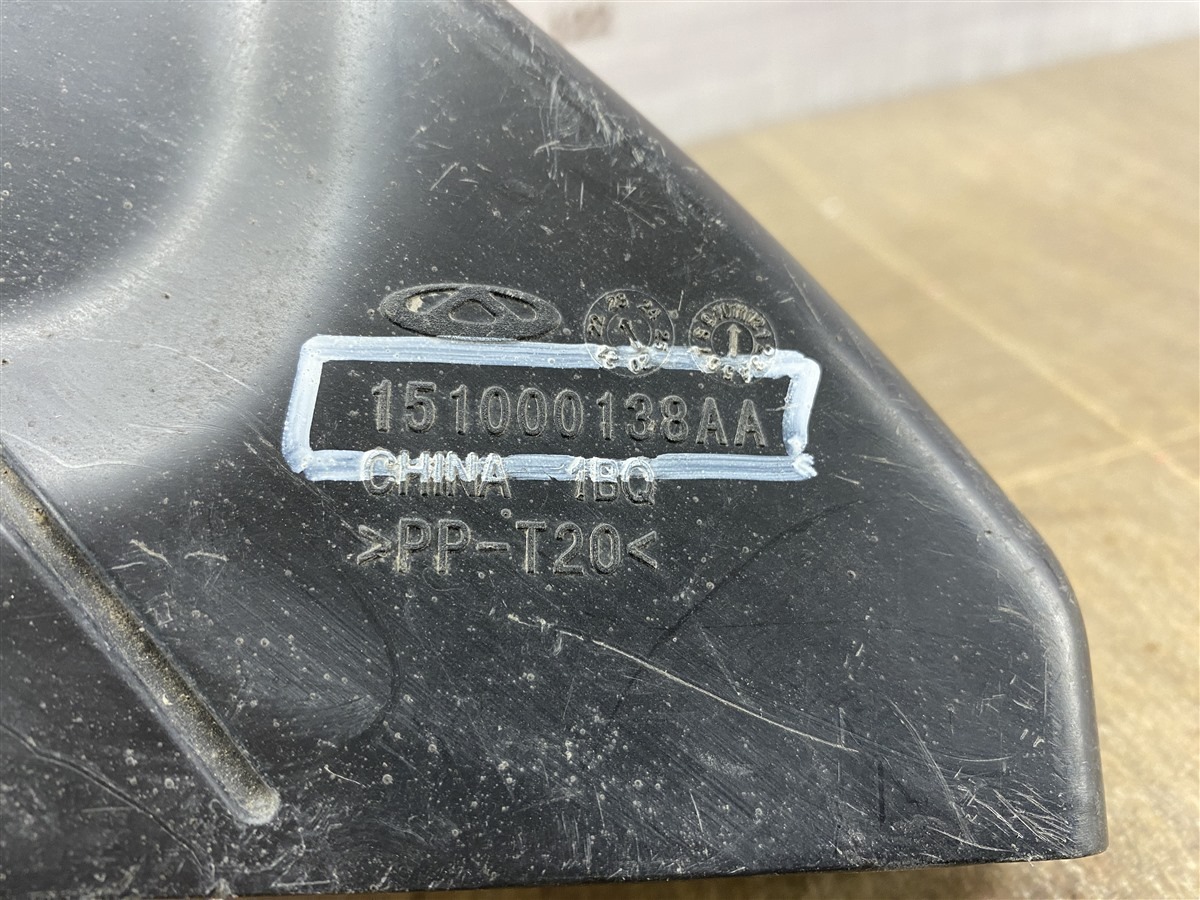 151000138AA
CHINA 1BQ
>PP-T20<